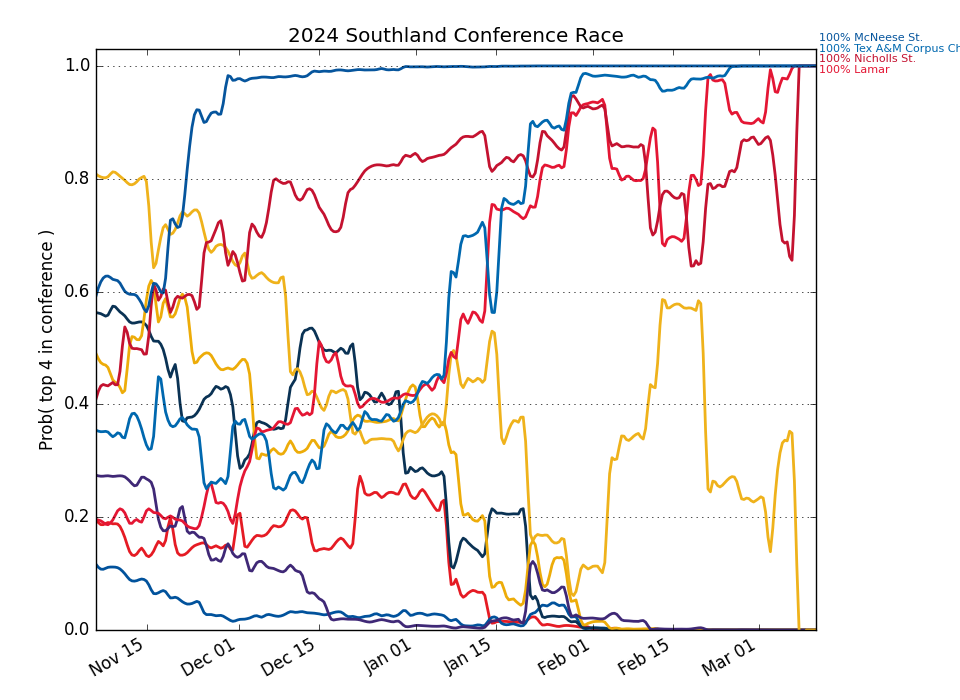 2024 Southland Conference Race
100% McNeese St.
100% Tex A&M Corpus Ch
100% Nicholls St.
100% Lamar
Prob( top 4 in conference )
1.0
0.8
0.6
0.4
0.2
0.0
Nov 15
Dec 01
Dec 15
Jan 01
Jan 15
Feb 01
Feb 15
Mar 01